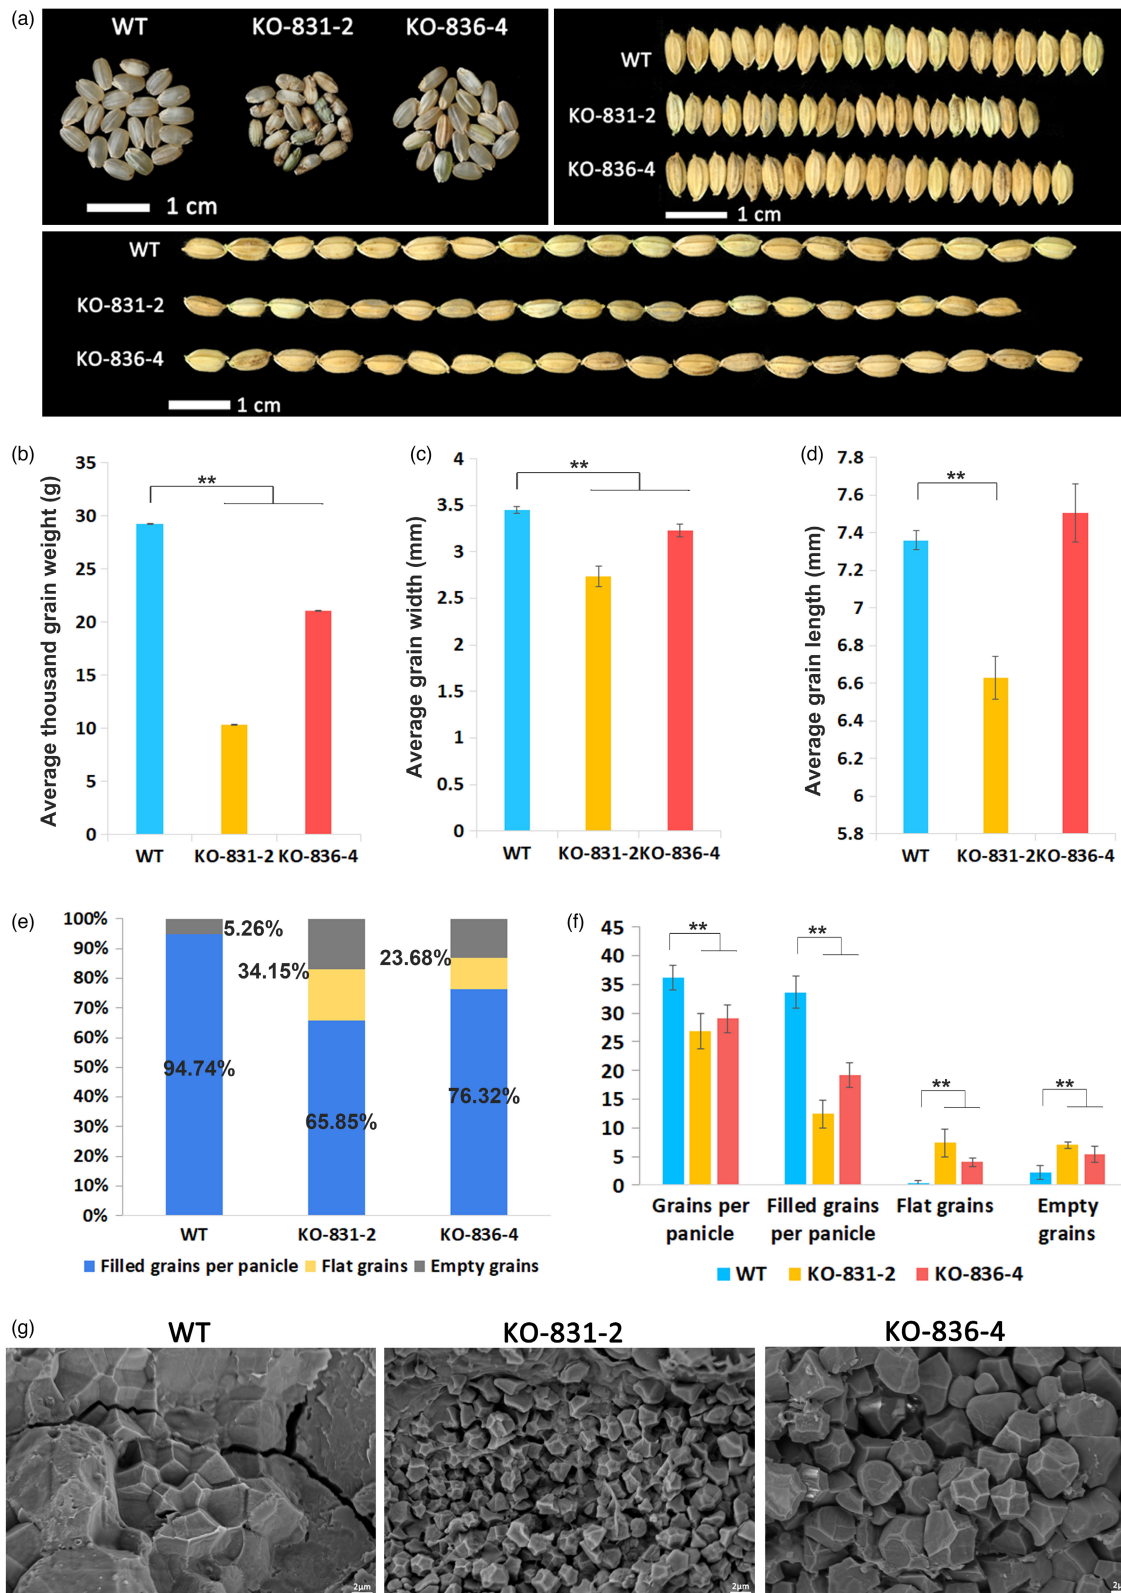 (a)
WT KO-831-2 KO-836-4
1 cm
WT
KO-831-2
KO-836-4
1 cm
WT
KO-831-2
KO-836-4
1 cm
(b)
Average thousand grain weight (g)
35
30
25
20
15
10
5
0
**
WT KO-831-2 KO-836-4
(c)
Average grain width (mm)
4
3.5
3
2.5
2
1.5
1
0.5
0
**
WT KO-831-2 KO-836-4
(d)
Average grain length (mm)
7.8
7.6
7.4
7.2
7
6.8
6.6
6.4
6.2
6
5.8
**
WT KO-831-2 KO-836-4
(e)
100%
90%
80%
70%
60%
50%
40%
30%
20%
10%
0%
5.26%
34.15%
23.68%
94.74%
65.85%
76.32%
WT KO-831-2 KO-836-4
Filled grains per panicle Flat grains Empty grains
(f)
45
40
35
30
25
20
15
10
5
0
** ** ** **
Grains per panicle
Filled grains per panicle
Flat grains
Empty grains
WT KO-831-2 KO-836-4
(g)
WT KO-831-2 KO-836-4
2μm
2μm